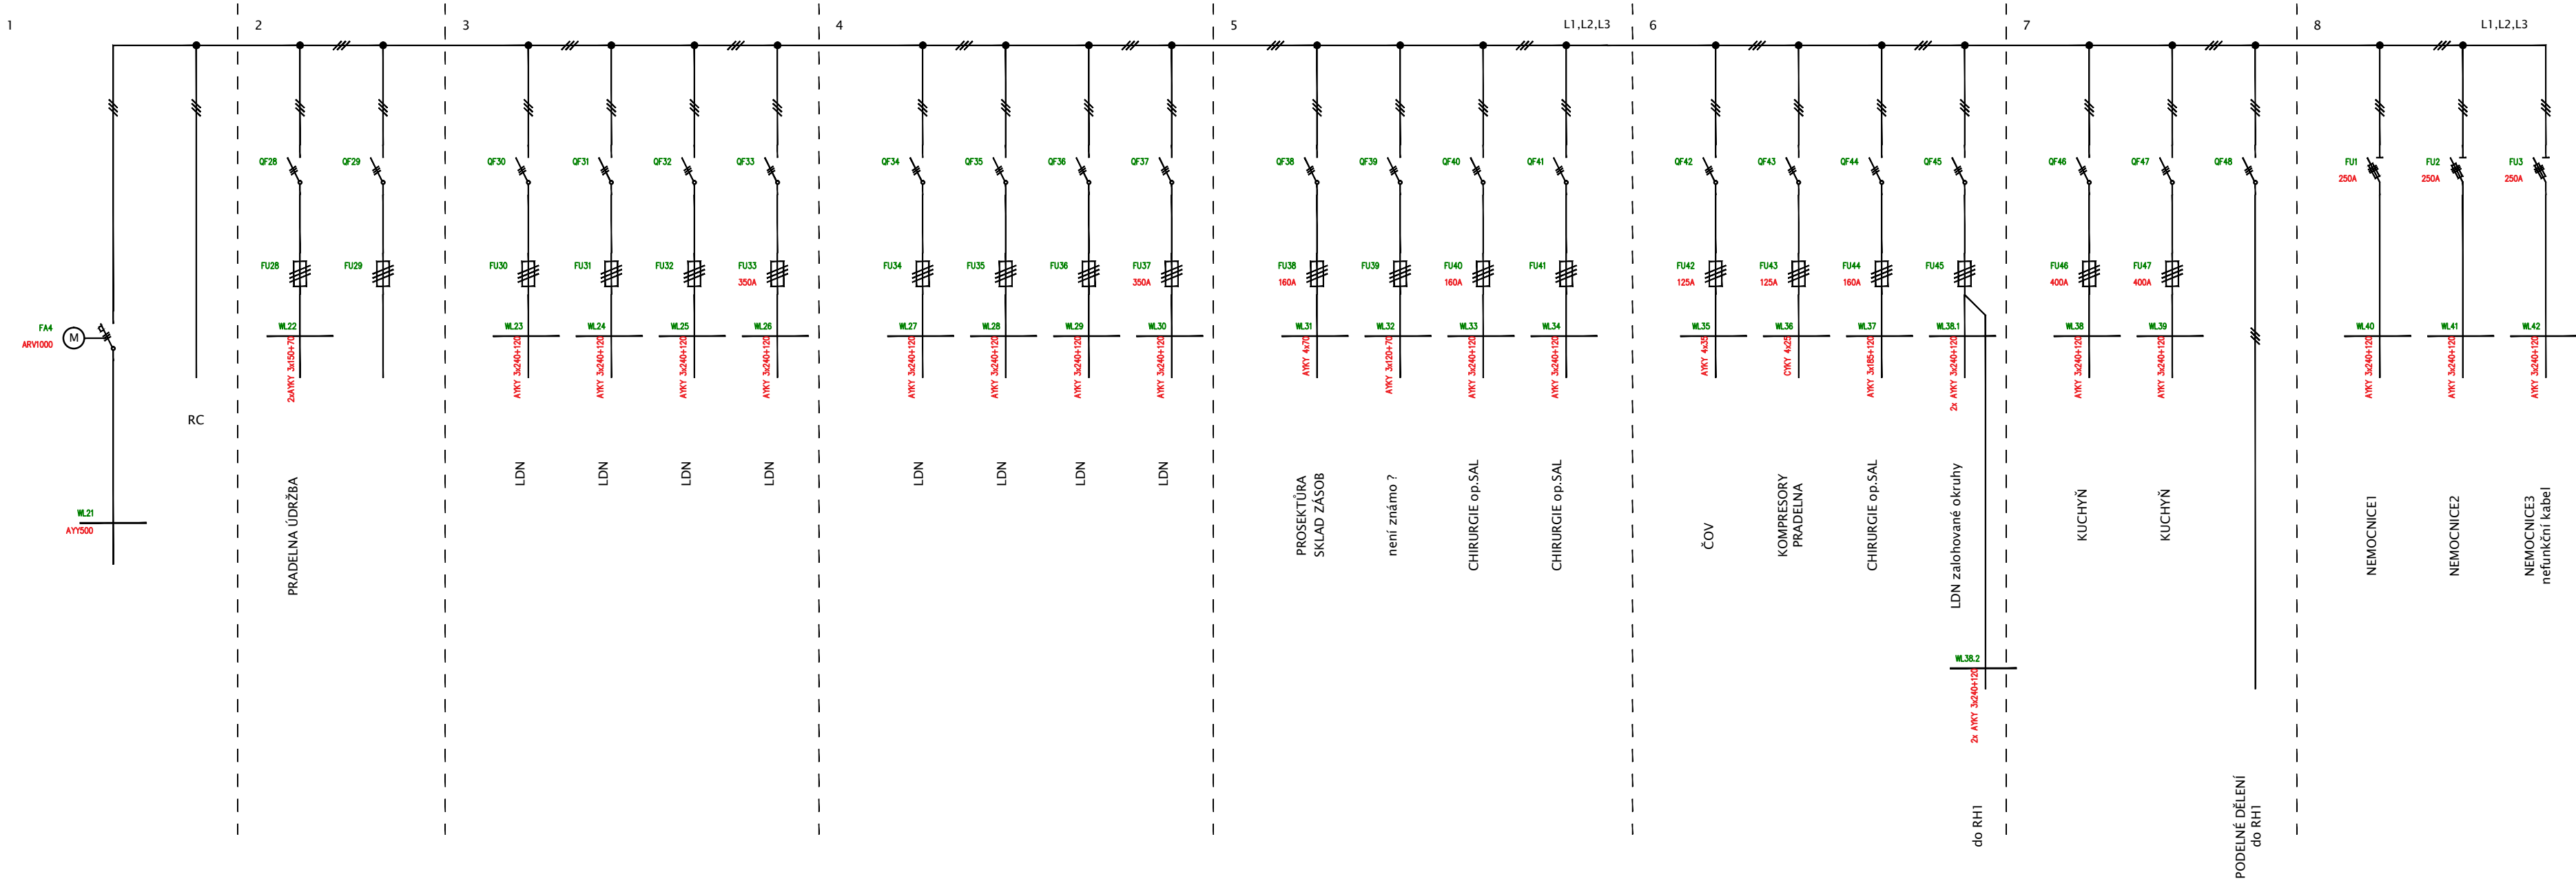 1
2
3
4
5
L1,L2,L3
6
7
8
L1,L2,L3
QF28
QF29
QF30
QF31
QF32
QF33
QF34
QF35
QF36
QF37
QF38
QF39
QF40
QF41
QF42
QF43
QF44
QF45
QF46
QF47
QF48
FU1
250A
FU2
250A
FU3
250A
FU28
FU29
FU30
FU31
FU32
FU33
350A
FU34
FU35
FU36
FU37
350A
FU38
160A
FU39
FU40
160A
FU41
FU42
125A
FU43
125A
FU44
160A
FU45
FU46
400A
FU47
400A
FA4
ARV1000
M
WL22
2xAYKY 3x150+70
WL23
AYKY 3x240+120
WL24
AYKY 3x240+120
WL25
AYKY 3x240+120
WL26
AYKY 3x240+120
WL27
AYKY 3x240+120
WL28
AYKY 3x240+120
WL29
AYKY 3x240+120
WL30
AYKY 3x240+120
WL31
AYKY 4x70
WL32
AYKY 3x120+70
WL33
AYKY 3x240+120
WL34
AYKY 3x240+120
WL35
AYKY 4x35
WL36
CYKY 4x25
WL37
AYKY 3x185+120
WL38.1
2x AYKY 3x240+120
WL38
AYKY 3x240+120
WL39
AYKY 3x240+120
WL40
AYKY 3x240+120
WL41
AYKY 3x240+120
WL42
AYKY 3x240+120
RC
WL21
AYY500
PRADELNA ÚDRŽBA
LDN
LDN
LDN
LDN
LDN
LDN
LDN
LDN
PROSEKTŮRA
SKLAD ZÁSOB
není známo ?
CHIRURGIE op.SAL
CHIRURGIE op.SAL
ČOV
KOMPRESORY
PRADELNA
CHIRURGIE op.SAL
LDN zalohované okruhy
KUCHYŇ
KUCHYŇ
NEMOCNICE1
NEMOCNICE2
NEMOCNICE3
nefunkční kabel
WL38.2
2x AYKY 3x240+120
do RH1
PODELNÉ DĚLENÍ
do RH1